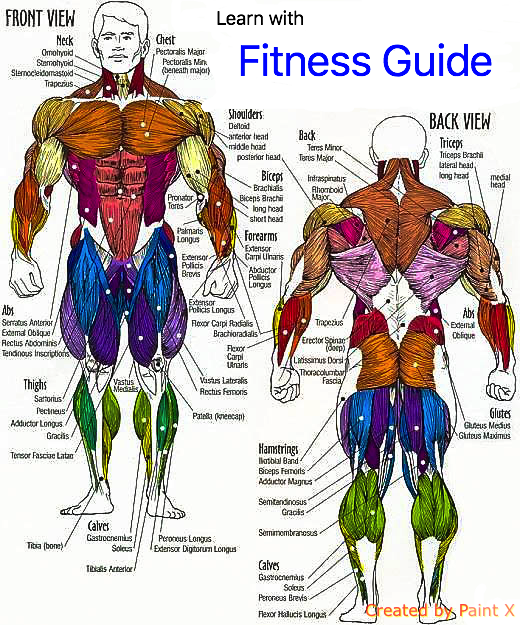 FRONT VIEW
Learn with
Fitness Guide
Neck
Omohyoid
Sternohyoid
Sternocleidomastoid
Trapezius
Chest
Pectoralis Major
Pectoralis Min
(beneath major)
Shoulders
Deltoid
anterior head
middle head
posterior head
Biceps
Brachialis
Biceps Brachii
long head
short head
Pronator
Teres
Palmaris
Longus
Forearms
Extensor
Carpi Ulnaris
Extensor
Pollicis
Brevis
Abductor
Pollicis
Longus
Extensor
Pollicis Longus
Flexor Carpi Radialis
Brachioradialis
Flexor
Carpi
Ulnaris
Abs
Serratus Anterior
External Oblique
Rectus Abdominis
Tendinous Inscriptions
Thighs
Sartorius
Pectineus
Adductor Longus
Gracilis
Tensor Fasciae Latae
Vastus
Medialis
Vastus Lateralis
Rectus Femoris
Patella (kneecap)
Calves
Gastrocnemius
Soleus
Tibia (bone)
Tibialis Anterior
Peroneus Longus
Extensor Digitorum Longus
BACK VIEW
Back
Teres Minor
Teres Major
Infraspinatus
Rhomboid
Major
Triceps
Triceps Brachii
lateral head
long head
medial
head
Trapezius
Erector Spinae
(deep)
Latissimus Dorsi
Thoracolumbar
Fascia
Abs
External
Oblique
Glutes
Gluteus Medius
Gluteus Maximus
Hamstrings
Iliotibial Band
Biceps Femoris
Adductor Magnus
Semitendinosus
Gracilis
Semimembranosus
Calves
Gastrocnemius
Soleus
Peroneus Brevis
Flexor Hallucis Longus
Created by Paint X